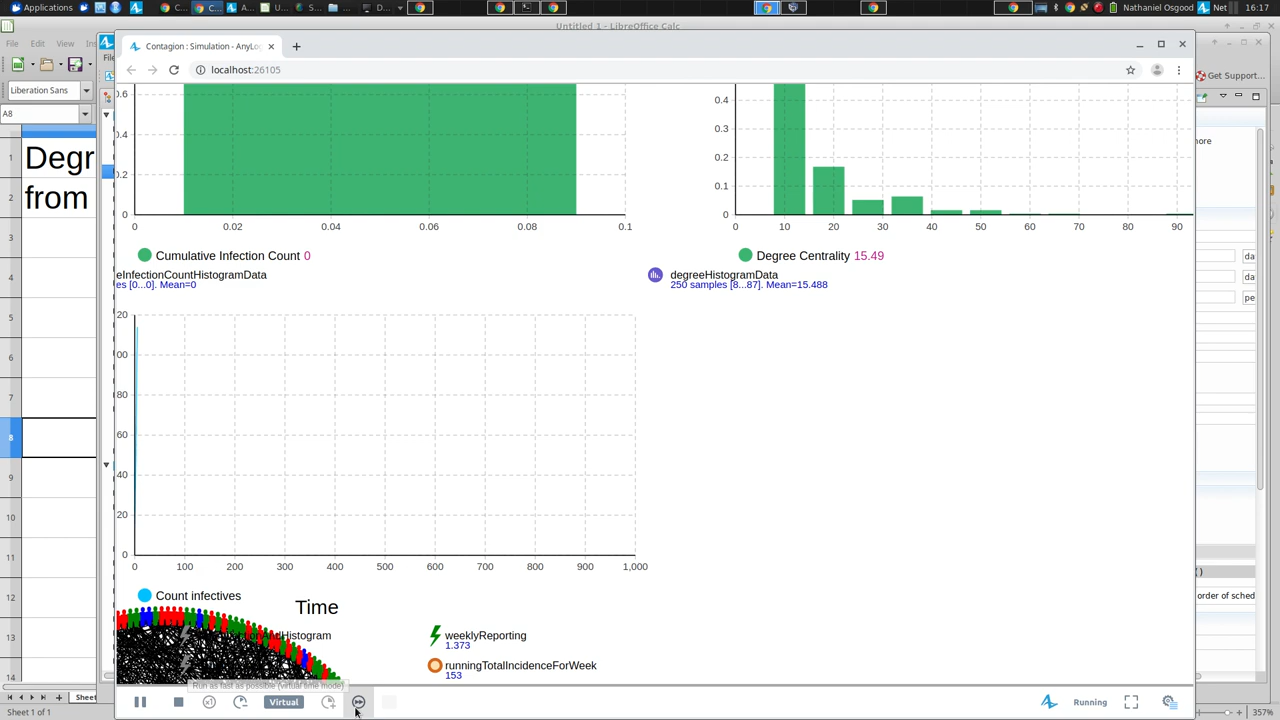 Applications
Nathaniel Osgood
Net
16:17
Untitled 1 - LibreOffice Calc
File Edit View Ins
Contagion : Simulation - AnyLo
localhost:26105
Get Support...
Liberation Sans
A8
Degr
from
1
2
3
4
5
6
7
8
9
10
11
12
13
14
0.6
0.4
0.2
0
0 0.02 0.04 0.06 0.08 0.1
0.4
0.3
0.2
0.1
0
0 10 20 30 40 50 60 70 80 90
Cumulative Infection Count 0
Degree Centrality 15.49
eInfectionCountHistogramData
es [0...0]. Mean=0
degreeHistogramData
250 samples [8...87]. Mean=15.488
20
00
80
60
40
20
0
0 100 200 300 400 500 600 700 800 900 1,000
Count infectives
Time
weeklyReporting
1.373
runningTotalIncidenceForWeek
153
Run as fast as possible (virtual time mode)
x1
Virtual
Running
more
da
da
pe
()
order of sched
Sheet
Sheet 1 of 1
357%